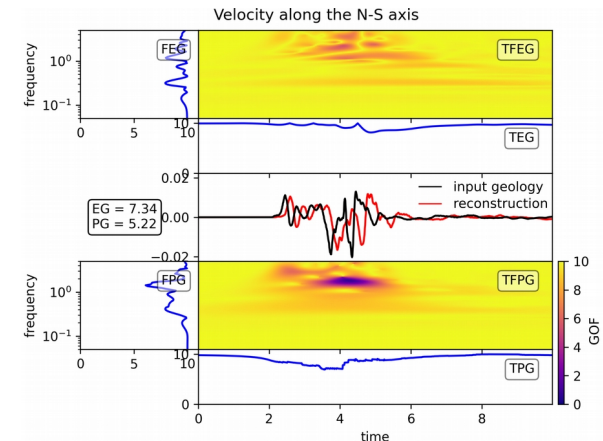 Velocity along the N-S axis
frequency
10⁰
10⁻¹
FEG
0 5 10
TFEG
TEG
EG = 7.34
PG = 5.22
0.02
0.00
−0.02
input geology
reconstruction
frequency
10⁰
10⁻¹
FPG
0 5 10
TFPG
10
8
6
4
2
0
GOF
TPG
0
0 2 4 6 8
time